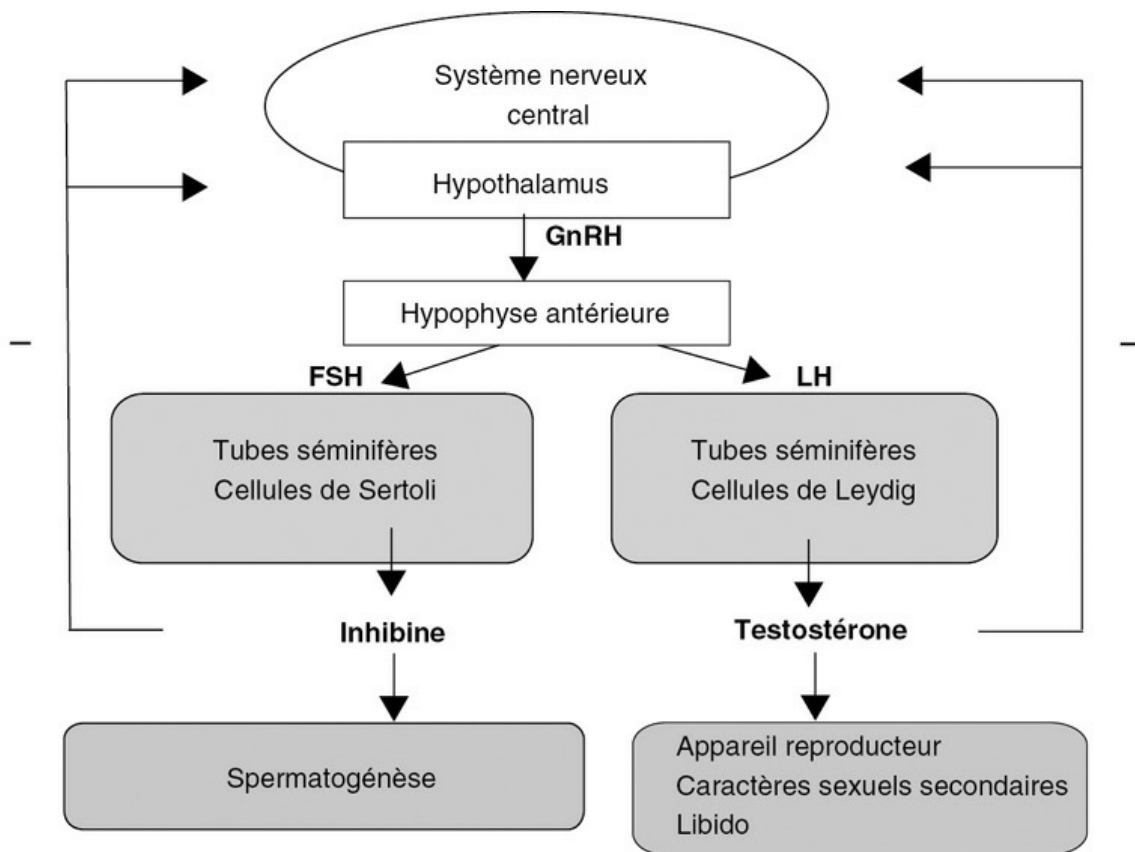 Système nerveux
central
Hypothalamus
GnRH
Hypophyse antérieure
–
–
FSH
LH
Tubes séminifères
Cellules de Sertoli
Tubes séminifères
Cellules de Leydig
Inhibine
Testostérone
Spermatogénèse
Appareil reproducteur
Caractères sexuels secondaires
Libido